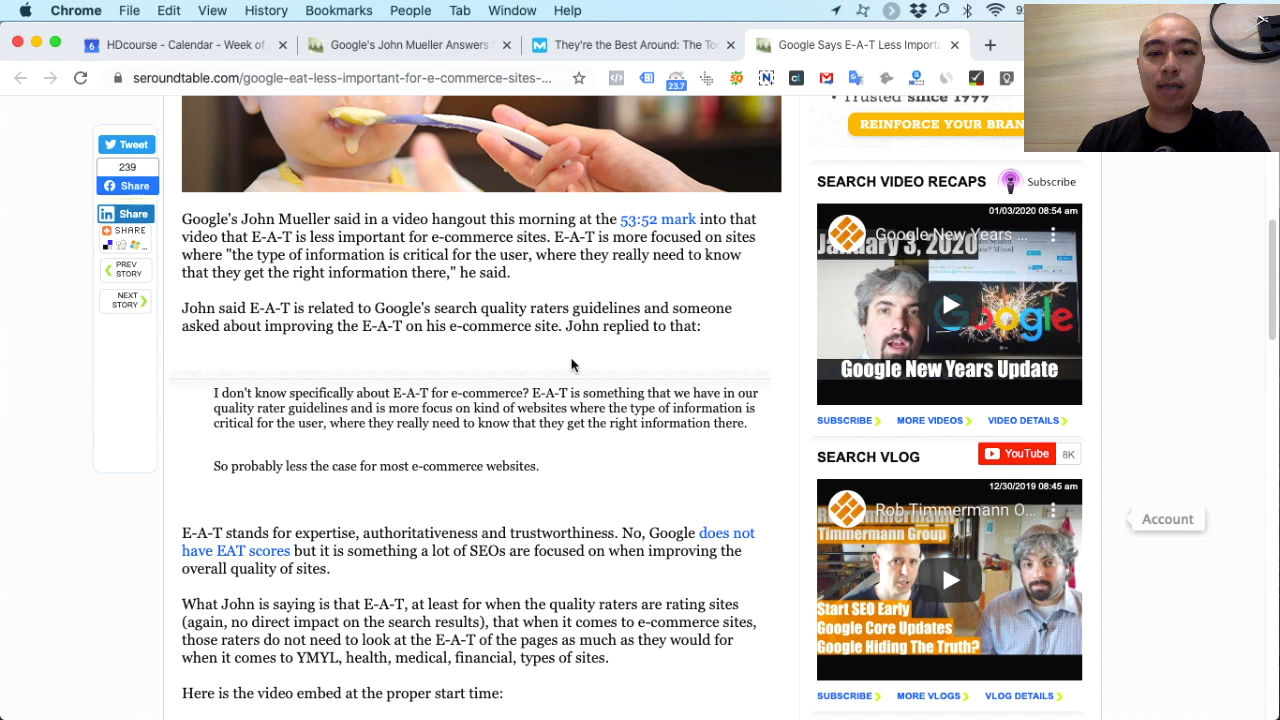 Chrome File Edit View History Bookmarks People Tab Window Help
6 HDcourse - Calendar - Week of
Google's John Mueller Answers
They're the Best Around: The To
Google Says E-A-T Less Import
seroundtable.com/google-eat-less-important-for-e-commerce-sites-...
23.7
Trusted since 1999
REINFORCE YOUR BRAN
Tweet
239
Share
Share
SHARE
PREV
STORY
NEXT
STORY
Google's John Mueller said in a video hangout this morning at the 53:52 mark into that
video that E-A-T is less important for e-commerce sites. E-A-T is more focused on sites
where "the type of information is critical for the user, where they really need to know
that they get the right information there," he said.
John said E-A-T is related to Google's search quality raters guidelines and someone
asked about improving the E-A-T on his e-commerce site. John replied to that:
I don't know specifically about E-A-T for e-commerce? E-A-T is something that we have in our
quality rater guidelines and is more focus on kind of websites where the type of information is
critical for the user, where they really need to know that they get the right information there.
So probably less the case for most e-commerce websites.
E-A-T stands for expertise, authoritativeness and trustworthiness. No, Google does not
have EAT scores but it is something a lot of SEOs are focused on when improving the
overall quality of sites.
What John is saying is that E-A-T, at least for when the quality raters are rating sites
(again, no direct impact on the search results), that when it comes to e-commerce sites,
those raters do not need to look at the E-A-T of the pages as much as they would for
when it comes to YMYL, health, medical, financial, types of sites.
Here is the video embed at the proper start time:
SEARCH VIDEO RECAPS
Subscribe
01/03/2020 08:54 am
Google New Years ...
January 3, 2020
Google
Google New Years Update
SUBSCRIBE MORE VIDEOS VIDEO DETAILS
SEARCH VLOG
YouTube 8K
12/30/2019 08:45 am
Rob Timmermann O...
Timmermann Group
Start SEO Early
Google Core Updates
Google Hiding The Truth?
SUBSCRIBE MORE VLOGS VLOG DETAILS
Account